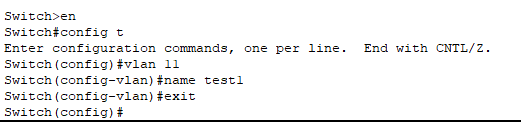 Switch>en
Switch#config t
Enter configuration commands, one per line.  End with CNTL/Z.
Switch(config)#vlan 11
Switch(config-vlan)#name test1
Switch(config-vlan)#exit
Switch(config)#